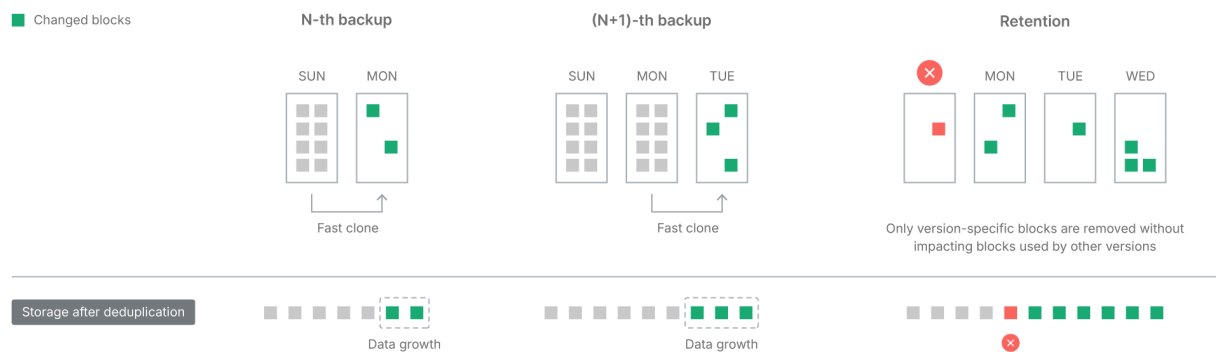 Changed blocks
N-th backup
(N+1)-th backup
Retention
SUN
MON
SUN
MON
TUE
MON
TUE
WED
Fast clone
Fast clone
Only version-specific blocks are removed without
impacting blocks used by other versions
Storage after deduplication
Data growth
Data growth